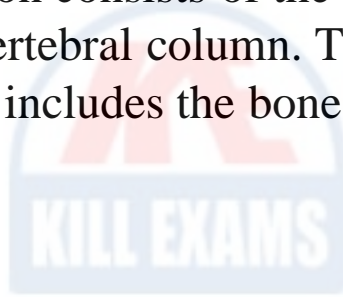 on consists of the
ertebral column. T
includes the bone
KILL EXAMS